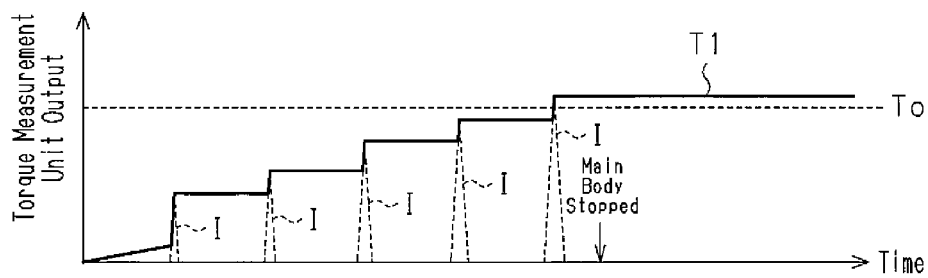 Torque Measurement
Unit Output
T1
To
I
I
I
I
I
Main
Body
Stopped
Time